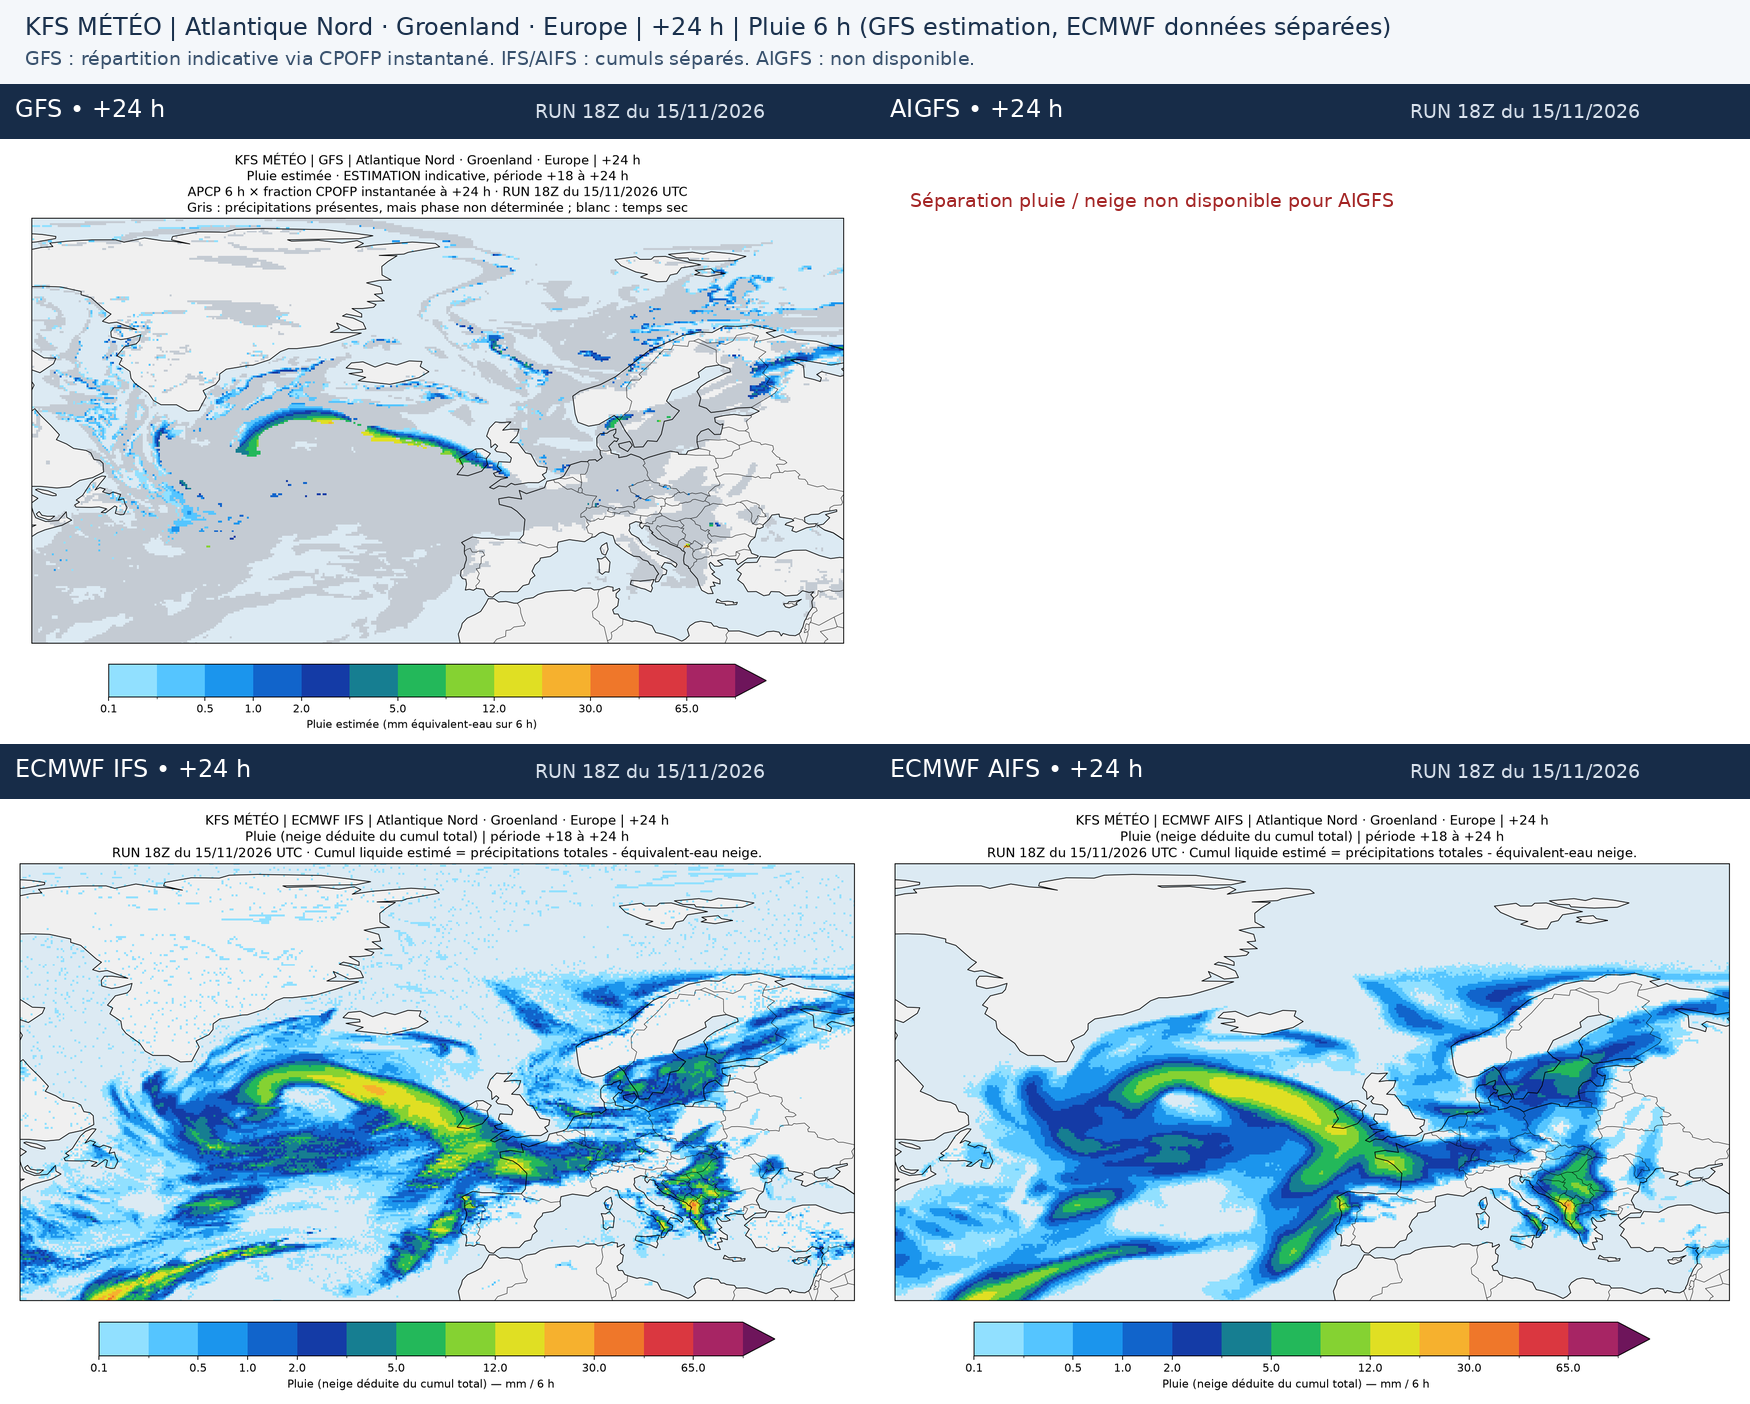 KFS MÉTÉO | Atlantique Nord · Groenland · Europe | +24 h | Pluie 6 h (GFS estimation, ECMWF données séparées)
GFS : répartition indicative via CPOFP instantané. IFS/AIFS : cumuls séparés. AIGFS : non disponible.
GFS • +24 h
RUN 18Z du 15/11/2026
KFS MÉTÉO | GFS | Atlantique Nord · Groenland · Europe | +24 h
Pluie estimée · ESTIMATION indicative, période +18 à +24 h
APCP 6 h × fraction CPOFP instantanée à +24 h · RUN 18Z du 15/11/2026 UTC
Gris : précipitations présentes, mais phase non déterminée ; blanc : temps sec
0.1 0.5 1.0 2.0 5.0 12.0 30.0 65.0
Pluie estimée (mm équivalent-eau sur 6 h)
AIGFS • +24 h
RUN 18Z du 15/11/2026
Séparation pluie / neige non disponible pour AIGFS
ECMWF IFS • +24 h
RUN 18Z du 15/11/2026
KFS MÉTÉO | ECMWF IFS | Atlantique Nord · Groenland · Europe | +24 h
Pluie (neige déduite du cumul total) | période +18 à +24 h
RUN 18Z du 15/11/2026 UTC · Cumul liquide estimé = précipitations totales - équivalent-eau neige.
0.1 0.5 1.0 2.0 5.0 12.0 30.0 65.0
Pluie (neige déduite du cumul total) — mm / 6 h
ECMWF AIFS • +24 h
RUN 18Z du 15/11/2026
KFS MÉTÉO | ECMWF AIFS | Atlantique Nord · Groenland · Europe | +24 h
Pluie (neige déduite du cumul total) | période +18 à +24 h
RUN 18Z du 15/11/2026 UTC · Cumul liquide estimé = précipitations totales - équivalent-eau neige.
0.1 0.5 1.0 2.0 5.0 12.0 30.0 65.0
Pluie (neige déduite du cumul total) — mm / 6 h